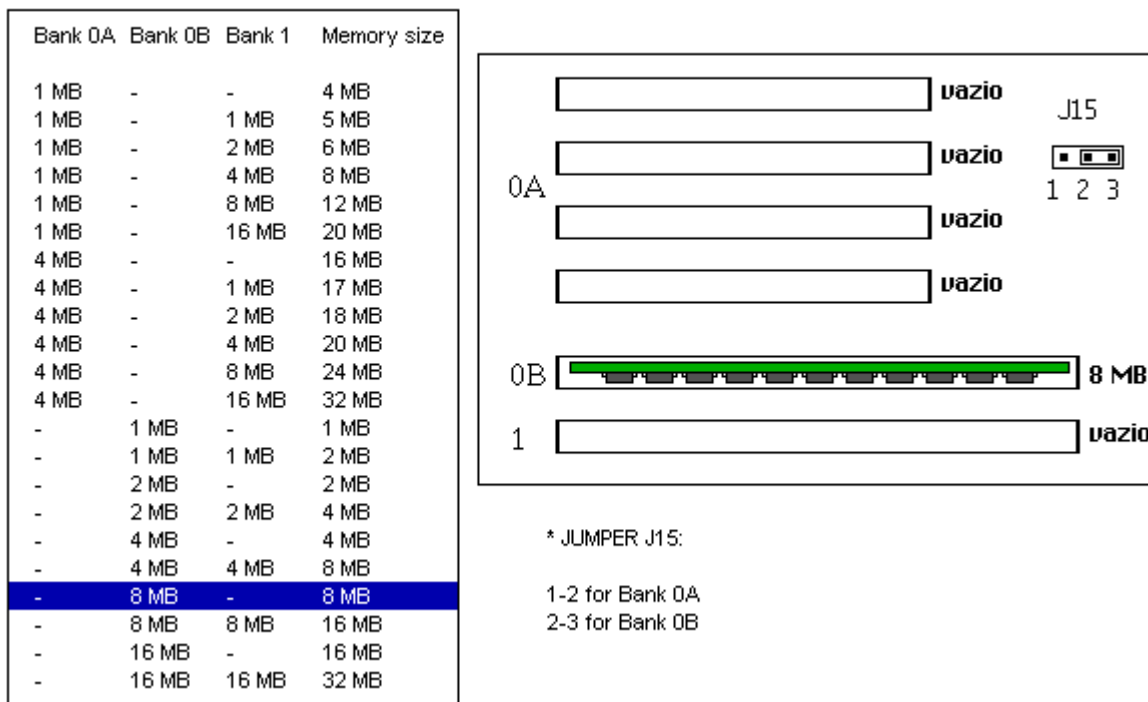 Bank 0A Bank 0B Bank 1 Memory size
1 MB - - 4 MB
1 MB - 1 MB 5 MB
1 MB - 2 MB 6 MB
1 MB - 4 MB 8 MB
1 MB - 8 MB 12 MB
1 MB - 16 MB 20 MB
4 MB - - 16 MB
4 MB - 1 MB 17 MB
4 MB - 2 MB 18 MB
4 MB - 4 MB 20 MB
4 MB - 8 MB 24 MB
4 MB - 16 MB 32 MB
- 1 MB - 1 MB
- 1 MB 1 MB 2 MB
- 2 MB - 2 MB
- 2 MB 2 MB 4 MB
- 4 MB - 4 MB
- 4 MB 4 MB 8 MB
- 8 MB - 8 MB
- 8 MB 8 MB 16 MB
- 16 MB - 16 MB
- 16 MB 16 MB 32 MB
vazio
J15
vazio
1 2 3
0A
vazio
vazio
0B 8 MB
1 vazio
* JUMPER J15:
1-2 for Bank 0A
2-3 for Bank 0B